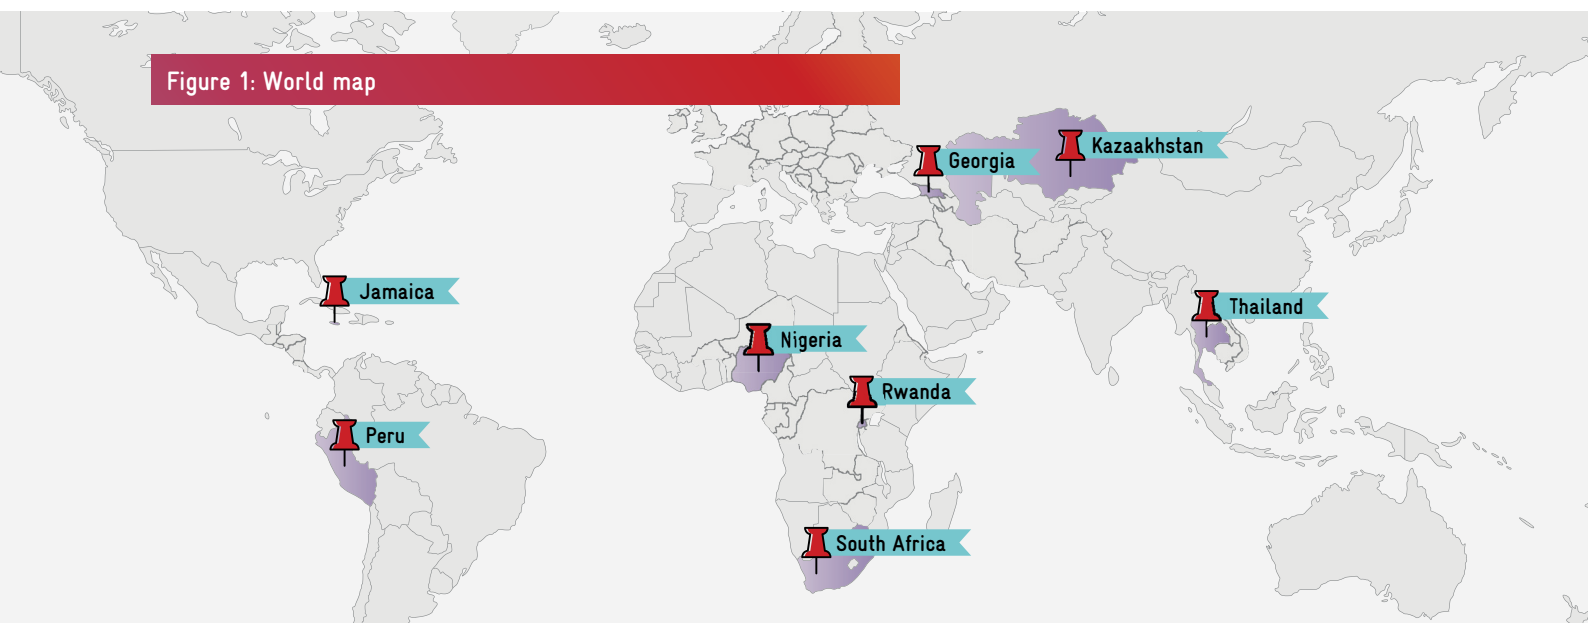 Figure 1: World map
Kazaakhstan
Georgia
Jamaica
Thailand
Nigeria
Rwanda
Peru
South Africa